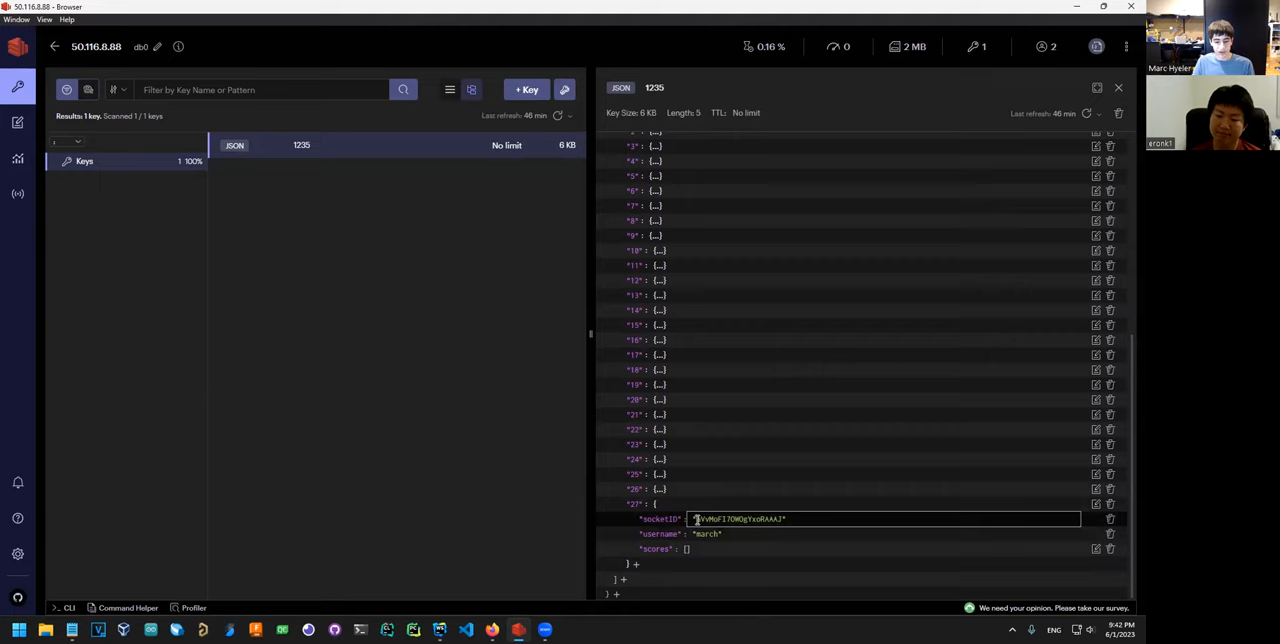 50.116.8.88 - Browser
Window View Help
50.116.8.88 db0 0.16 % 0 2 MB 1 2
Filter by Key Name or Pattern
+ Key
Results: 1 key. Scanned 1 / 1 keys
Last refresh: 46 min
:
Keys 1 100%
JSON 1235 No limit 6 KB
JSON 1235
Key Size: 6 KB Length: 5 TTL: No limit
Last refresh: 46 min
"3" : {...}
"4" : {...}
"5" : {...}
"6" : {...}
"7" : {...}
"8" : {...}
"9" : {...}
"10" : {...}
"11" : {...}
"12" : {...}
"13" : {...}
"14" : {...}
"15" : {...}
"16" : {...}
"17" : {...}
"18" : {...}
"19" : {...}
"20" : {...}
"21" : {...}
"22" : {...}
"23" : {...}
"24" : {...}
"25" : {...}
"26" : {...}
"27" : {
"socketID" :
"username" : "march"
"scores" : []
} +
] +
} +
>_ CLI Command Helper Profiler
We need your opinion. Please take our survey.
Marc Hyeler
eronk1
ENG
9:42 PM
6/1/2023